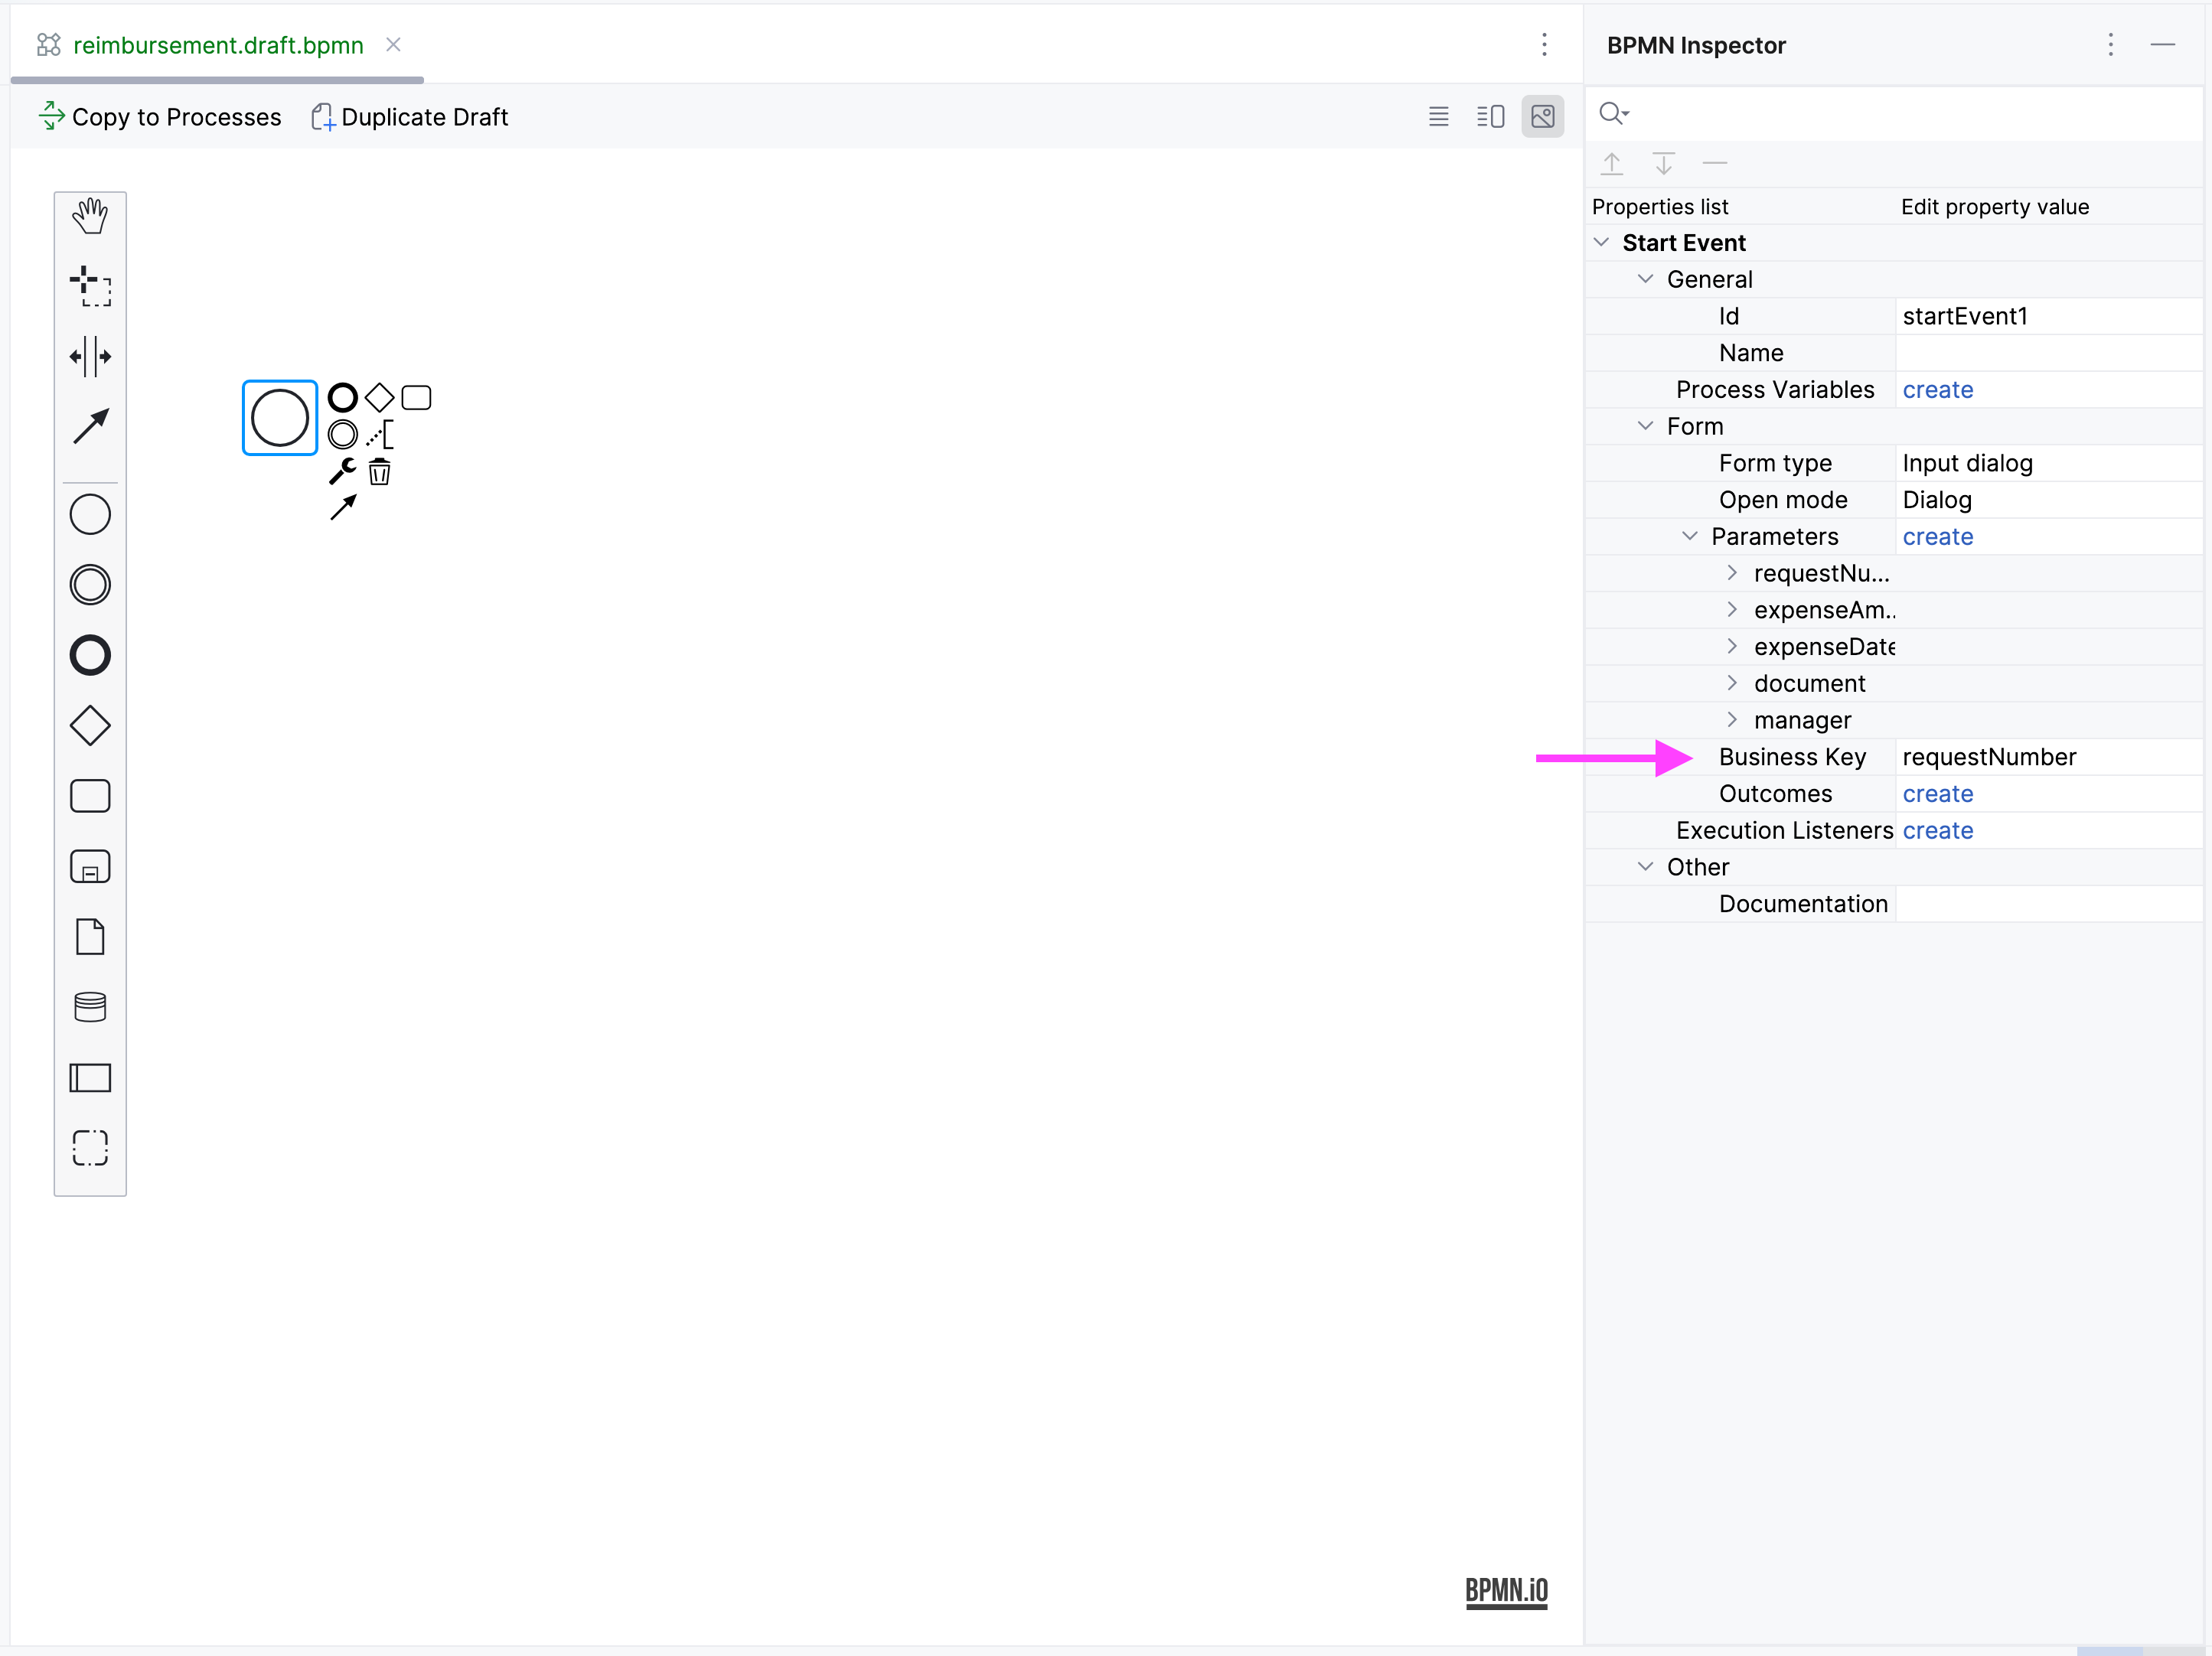 reimbursement.draft.bpmn
BPMN Inspector
Copy to Processes
Duplicate Draft
Properties list
Edit property value
Start Event
General
Id
startEvent1
Name
Process Variables
create
Form
Form type
Input dialog
Open mode
Dialog
Parameters
create
requestNu...
expenseAm..
expenseDate
document
manager
Business Key
requestNumber
Outcomes
create
Execution Listeners
create
Other
Documentation
BPMN.iO